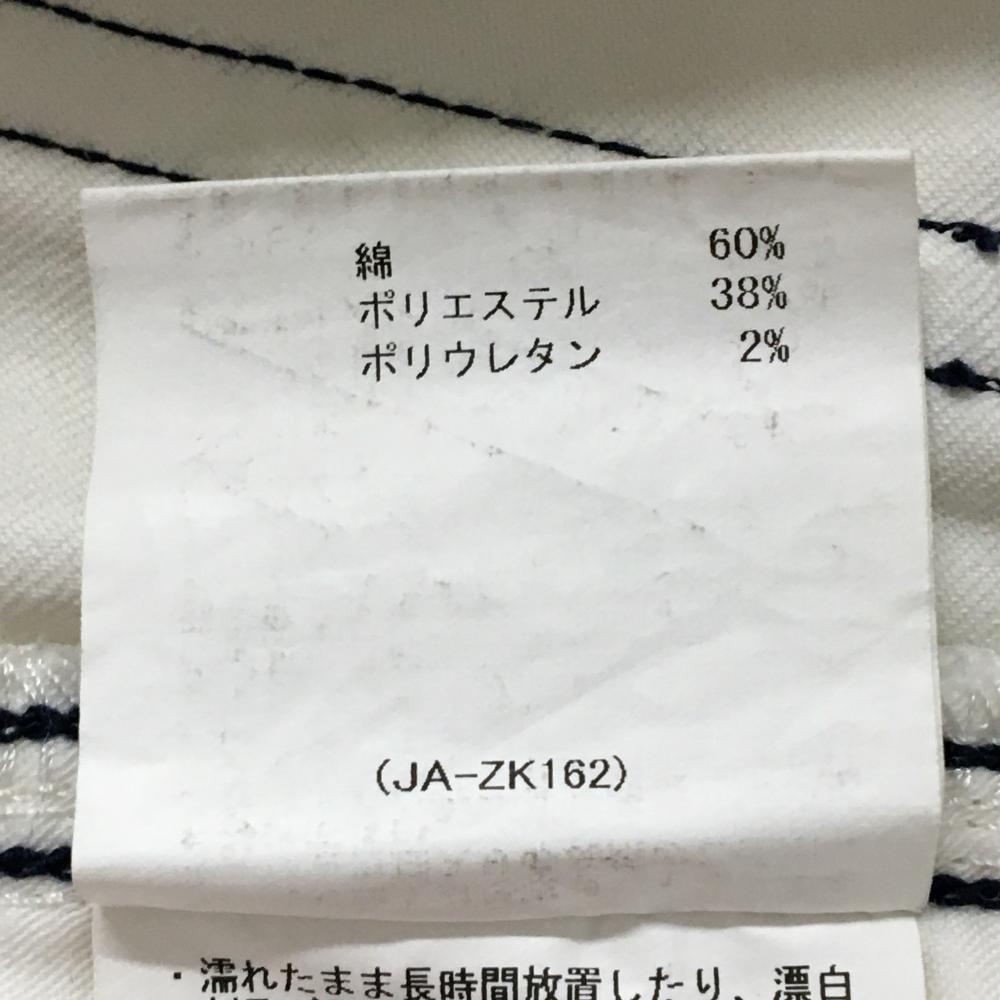 綿 60%
ポリエステル 38%
ポリウレタン 2%
(JA-ZK162)
・濡れたまま長時間放置したり、漂白